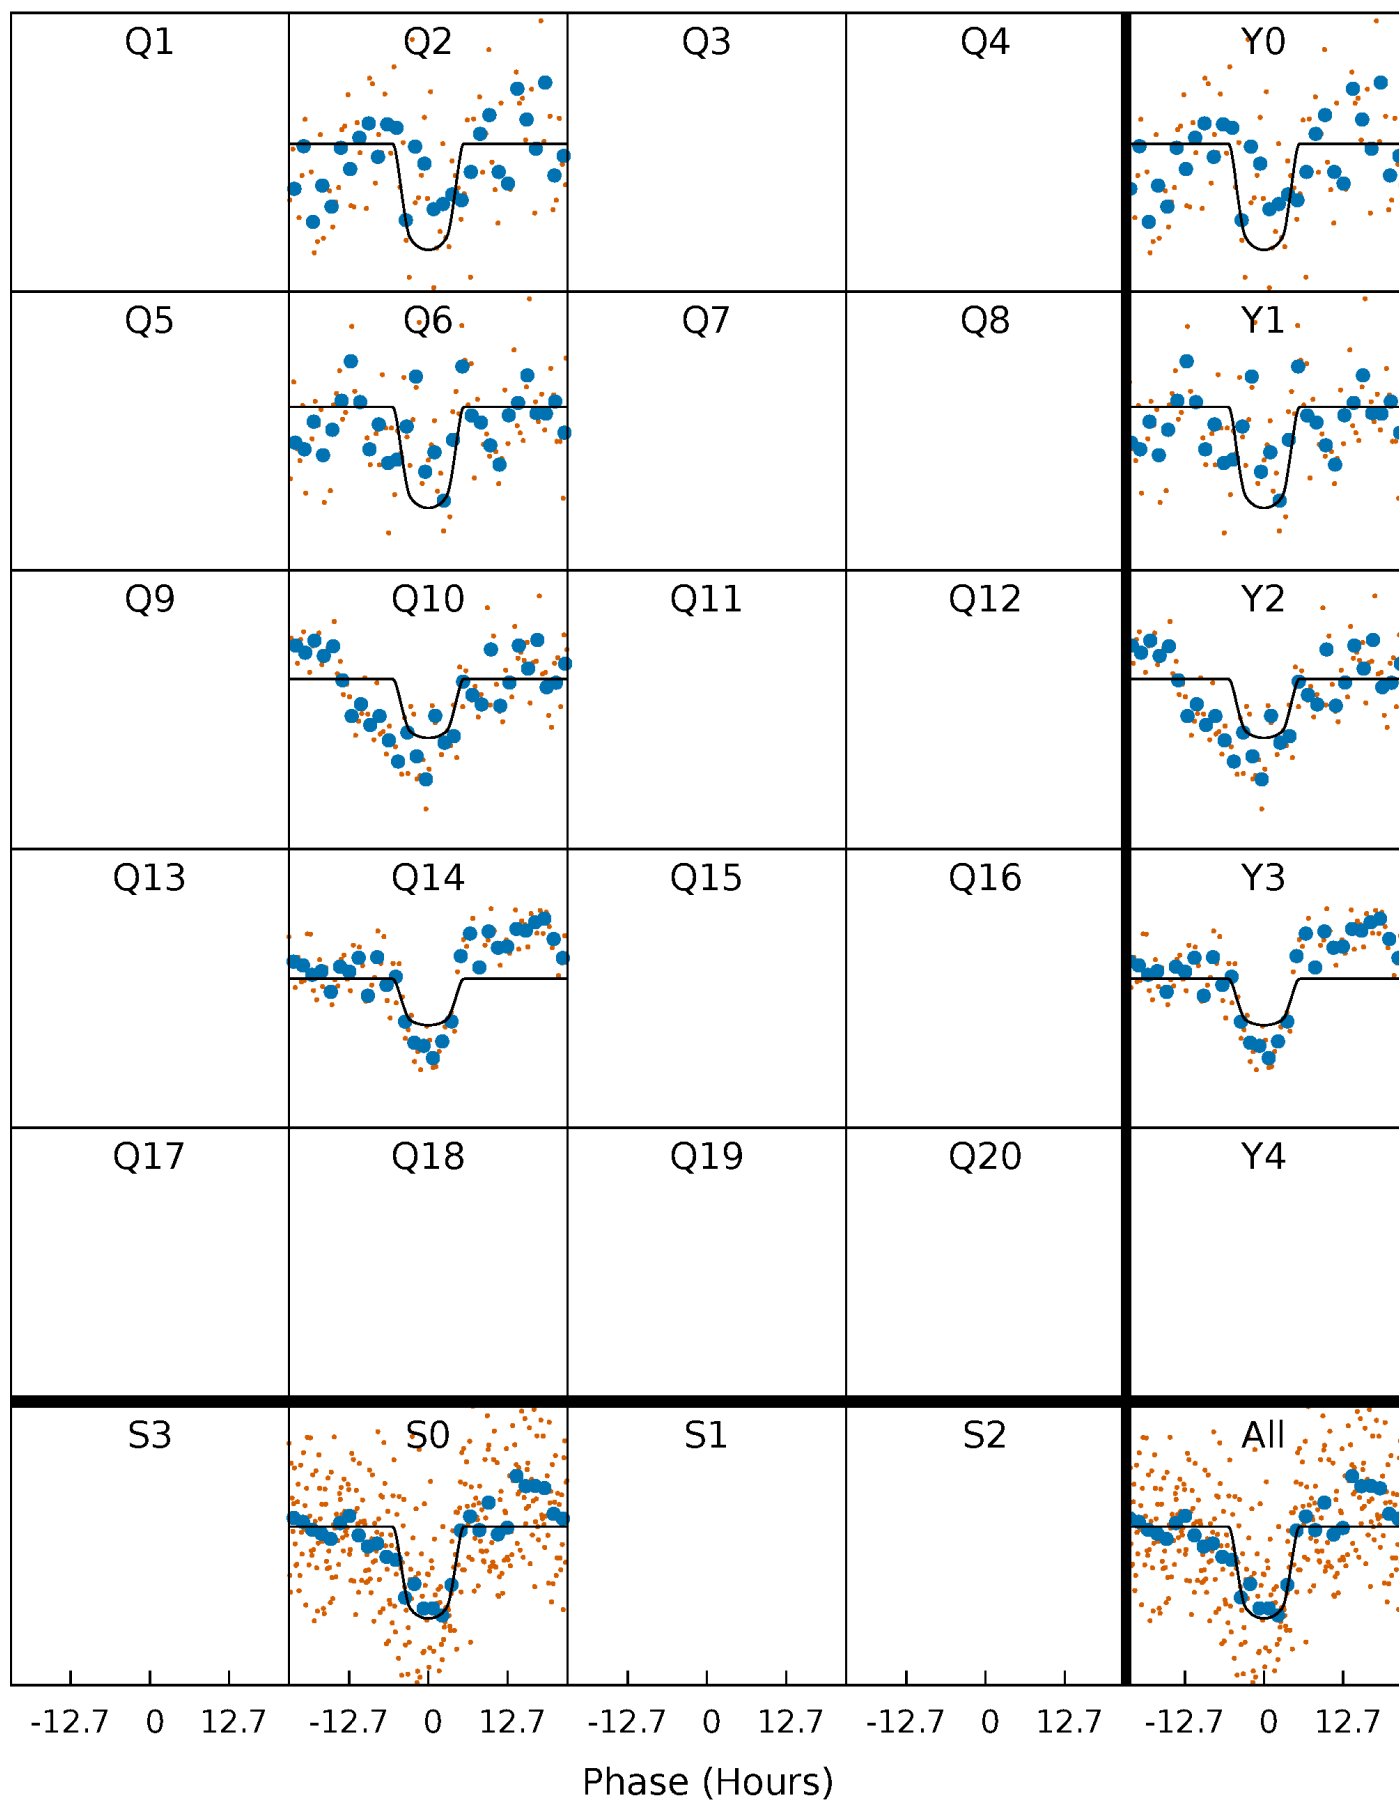 Q1 Q2 Q3 Q4 Y0
Q5 Q6 Q7 Q8 Y1
Q9 Q10 Q11 Q12 Y2
Q13 Q14 Q15 Q16 Y3
Q17 Q18 Q19 Q20 Y4
S3 S0 S1 S2 All
-12.7 0 12.7 -12.7 0 12.7 -12.7 0 12.7 -12.7 0 12.7 -12.7 0 12.7
Phase (Hours)